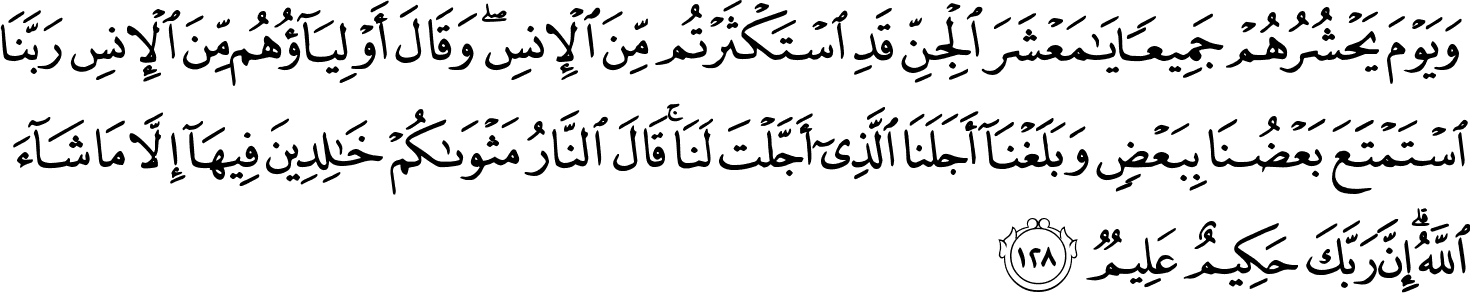 وَيَوۡمَ يَحۡشُرُهُمۡ جَمِيعٗا يَٰمَعۡشَرَ ٱلۡجِنِّ قَدِ ٱسۡتَكۡثَرۡتُم مِّنَ ٱلۡإِنسِۖ وَقَالَ أَوۡلِيَآؤُهُم مِّنَ ٱلۡإِنسِ رَبَّنَا
ٱسۡتَمۡتَعَ بَعۡضُنَا بِبَعۡضٖ وَبَلَغۡنَآ أَجَلَنَا ٱلَّذِيٓ أَجَّلۡتَ لَنَاۚ قَالَ ٱلنَّارُ مَثۡوَىٰكُمۡ خَٰلِدِينَ فِيهَآ إِلَّا مَا شَآءَ
ٱللَّهُۗ إِنَّ رَبَّكَ حَكِيمٌ عَلِيمٞ ١٢٨